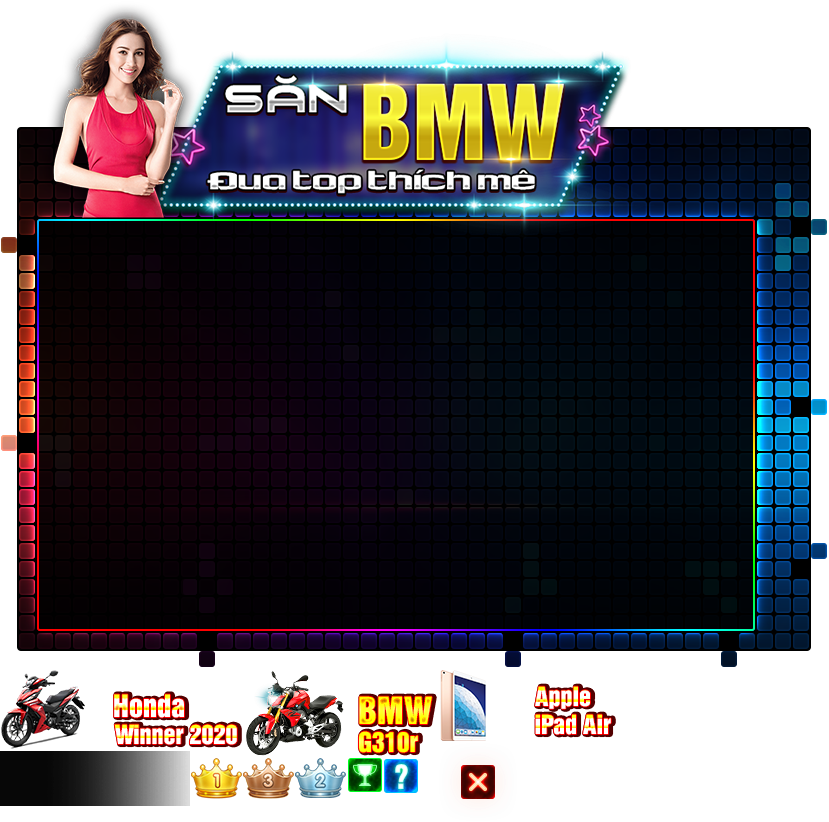 SĂN
BMW
Đua top thích mê
Honda
Winner 2020
BMW
G310r
Apple
iPad Air
1
3
2
?